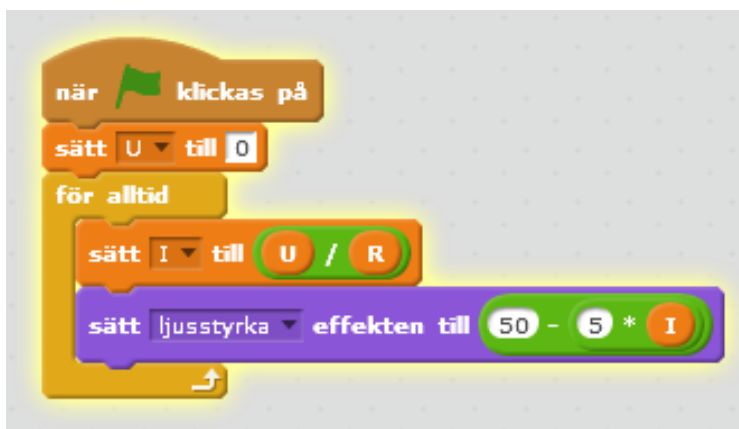 när klickas på
sätt U till 0
för alltid
sätt I till U / R
sätt ljusstyrka effekten till 50 - 5 * I